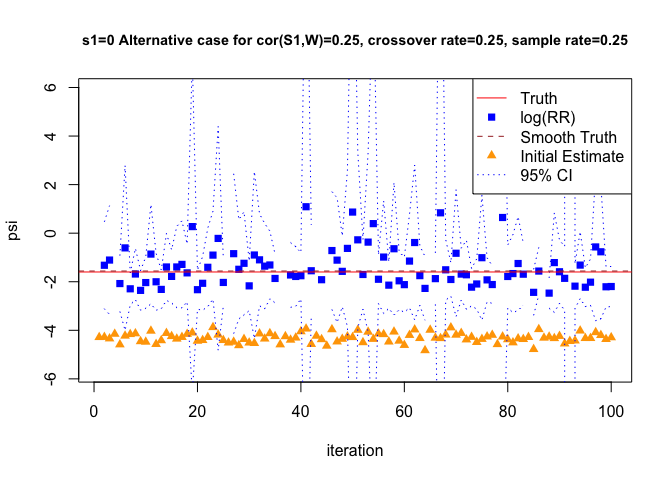 s1=0 Alternative case for cor(S1,W)=0.25, crossover rate=0.25, sample rate=0.25
Truth
log(RR)
Smooth Truth
Initial Estimate
95% CI
psi
6
4
2
0
-2
-4
-6
0 20 40 60 80 100
iteration